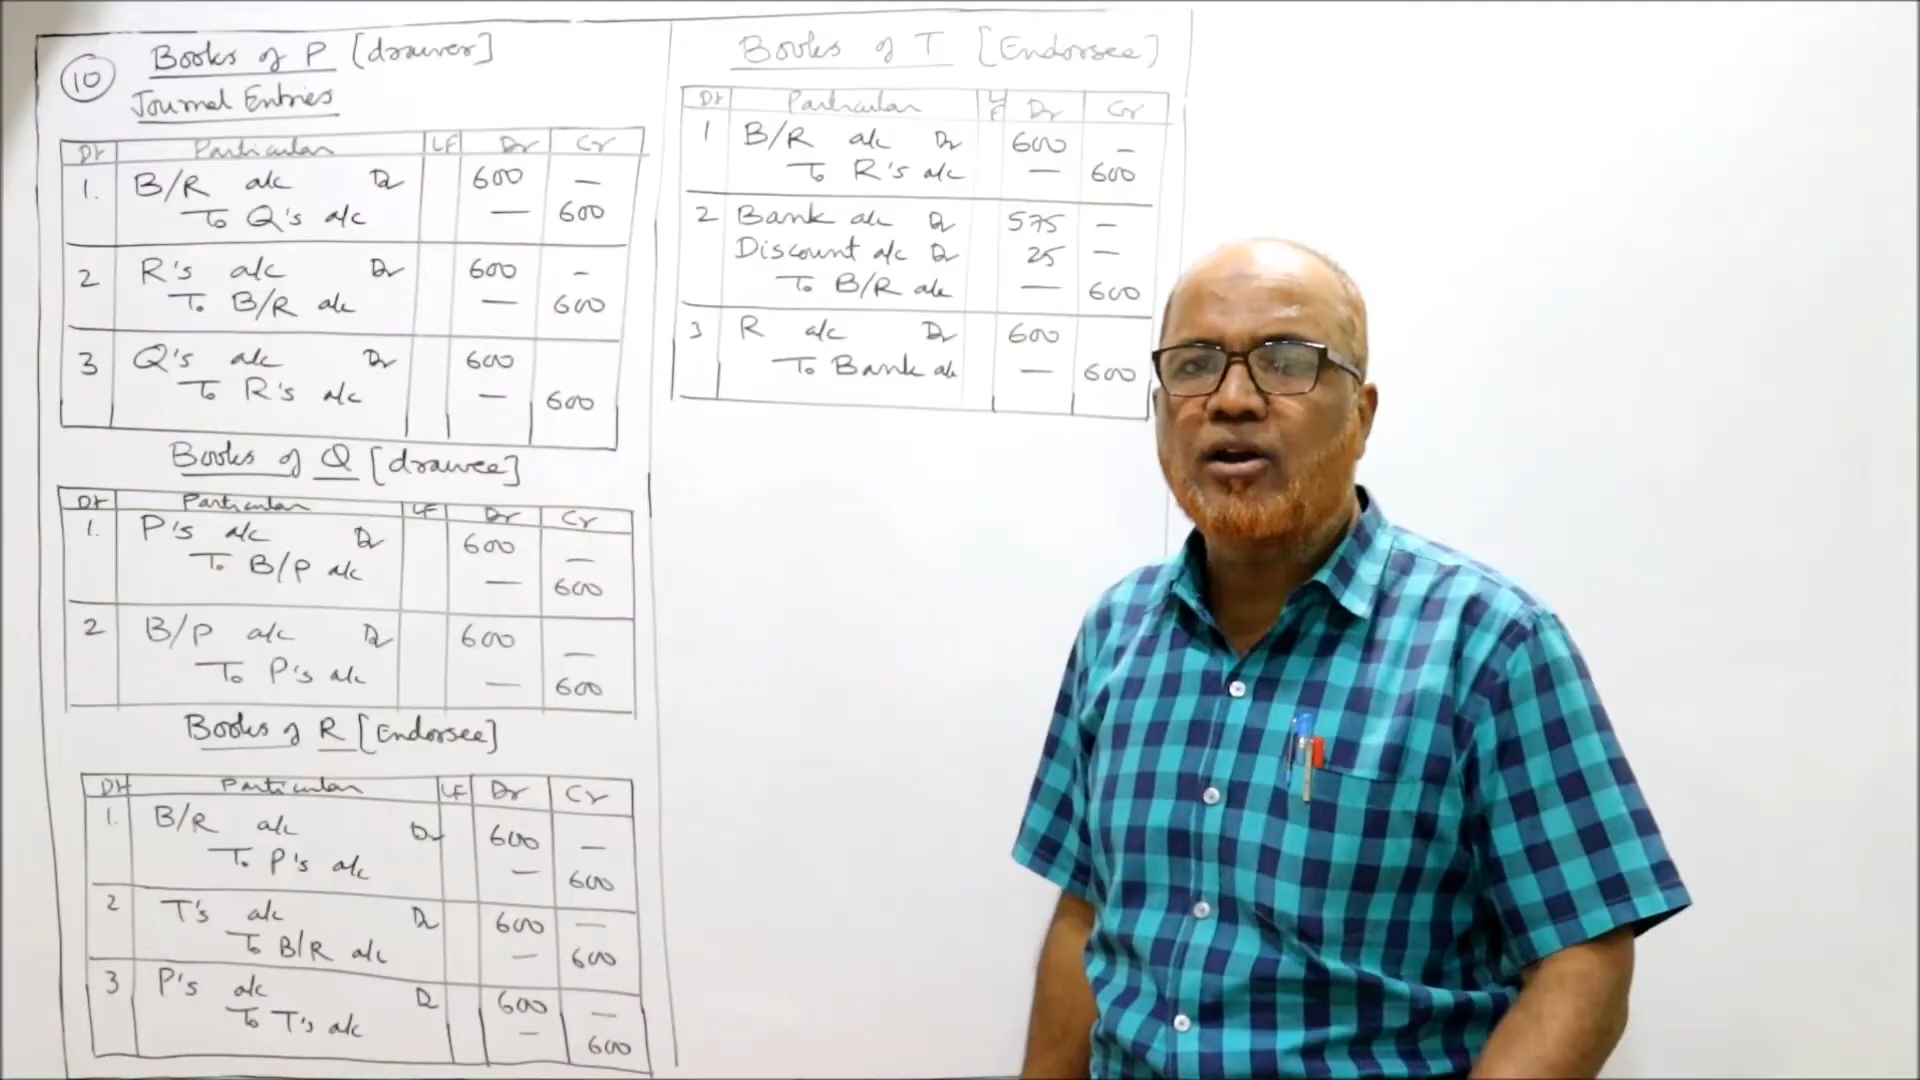 10
Books of P [drawer]
Journal Entries
Dt Particular LF Dr Cr
1. B/R a/c Dr 600 —
To Q's a/c — 600
2 R's a/c Dr 600 -
To B/R a/c — 600
3 Q's a/c Dr 600
To R's a/c — 600
Books of Q [drawee]
Dt Particular LF Dr Cr
1. P's a/c Dr 600 —
To B/P a/c — 600
2 B/P a/c Dr 600 —
To P's a/c — 600
Books of R [Endorsee]
Dt Particular LF Dr Cr
1. B/R a/c Dr 600 —
To P's a/c — 600
2 T's a/c Dr 600 —
To B/R a/c — 600
3 P's a/c Dr 600 —
To T's a/c — 600
Books of T [Endorsee]
Dt Particular LF Dr Cr
1 B/R a/c Dr 600 —
To R's a/c — 600
2 Bank a/c Dr 575 —
Discount a/c Dr 25 —
To B/R a/c — 600
3 R a/c Dr 600
To Bank a/c — 600